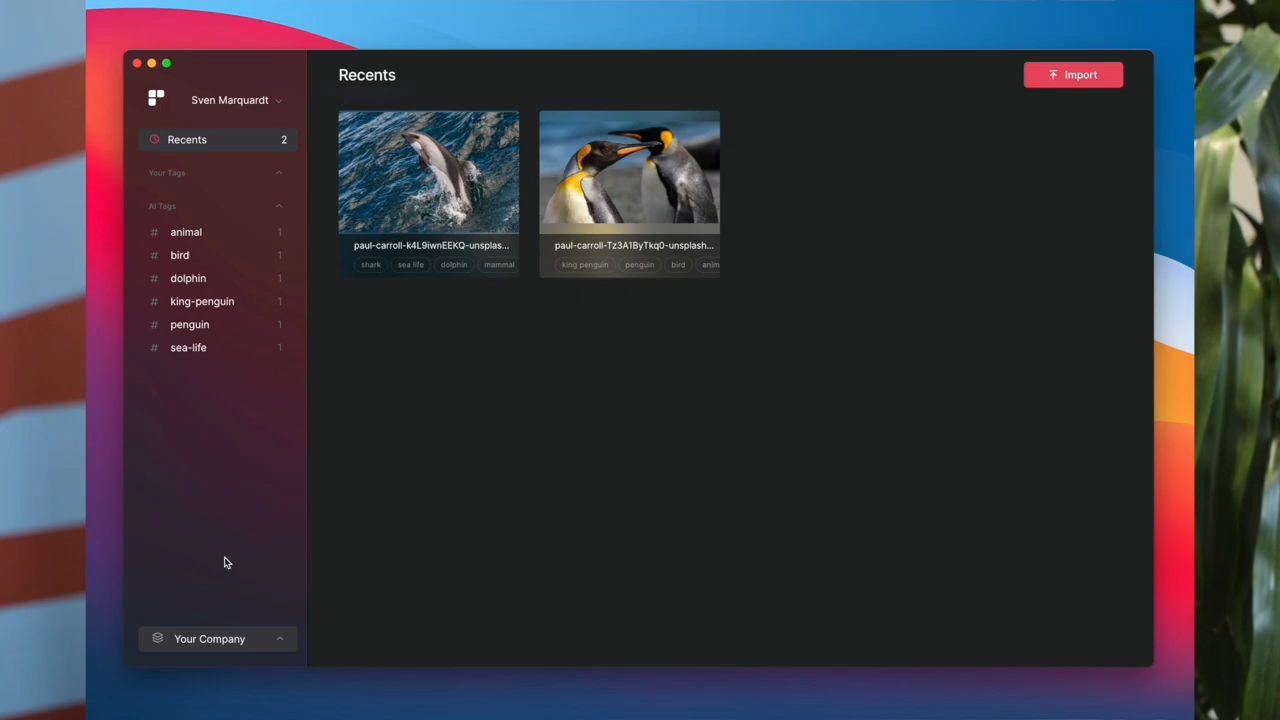 Sven Marquardt
Recents 2
Your Tags
AI Tags
# animal 1
# bird 1
# dolphin 1
# king-penguin 1
# penguin 1
# sea-life 1
Your Company
Recents
Import
paul-carroll-k4L9iwnEEKQ-unsplas...
shark sea life dolphin mammal
paul-carroll-Tz3A1ByTkq0-unsplash...
king penguin penguin bird anim